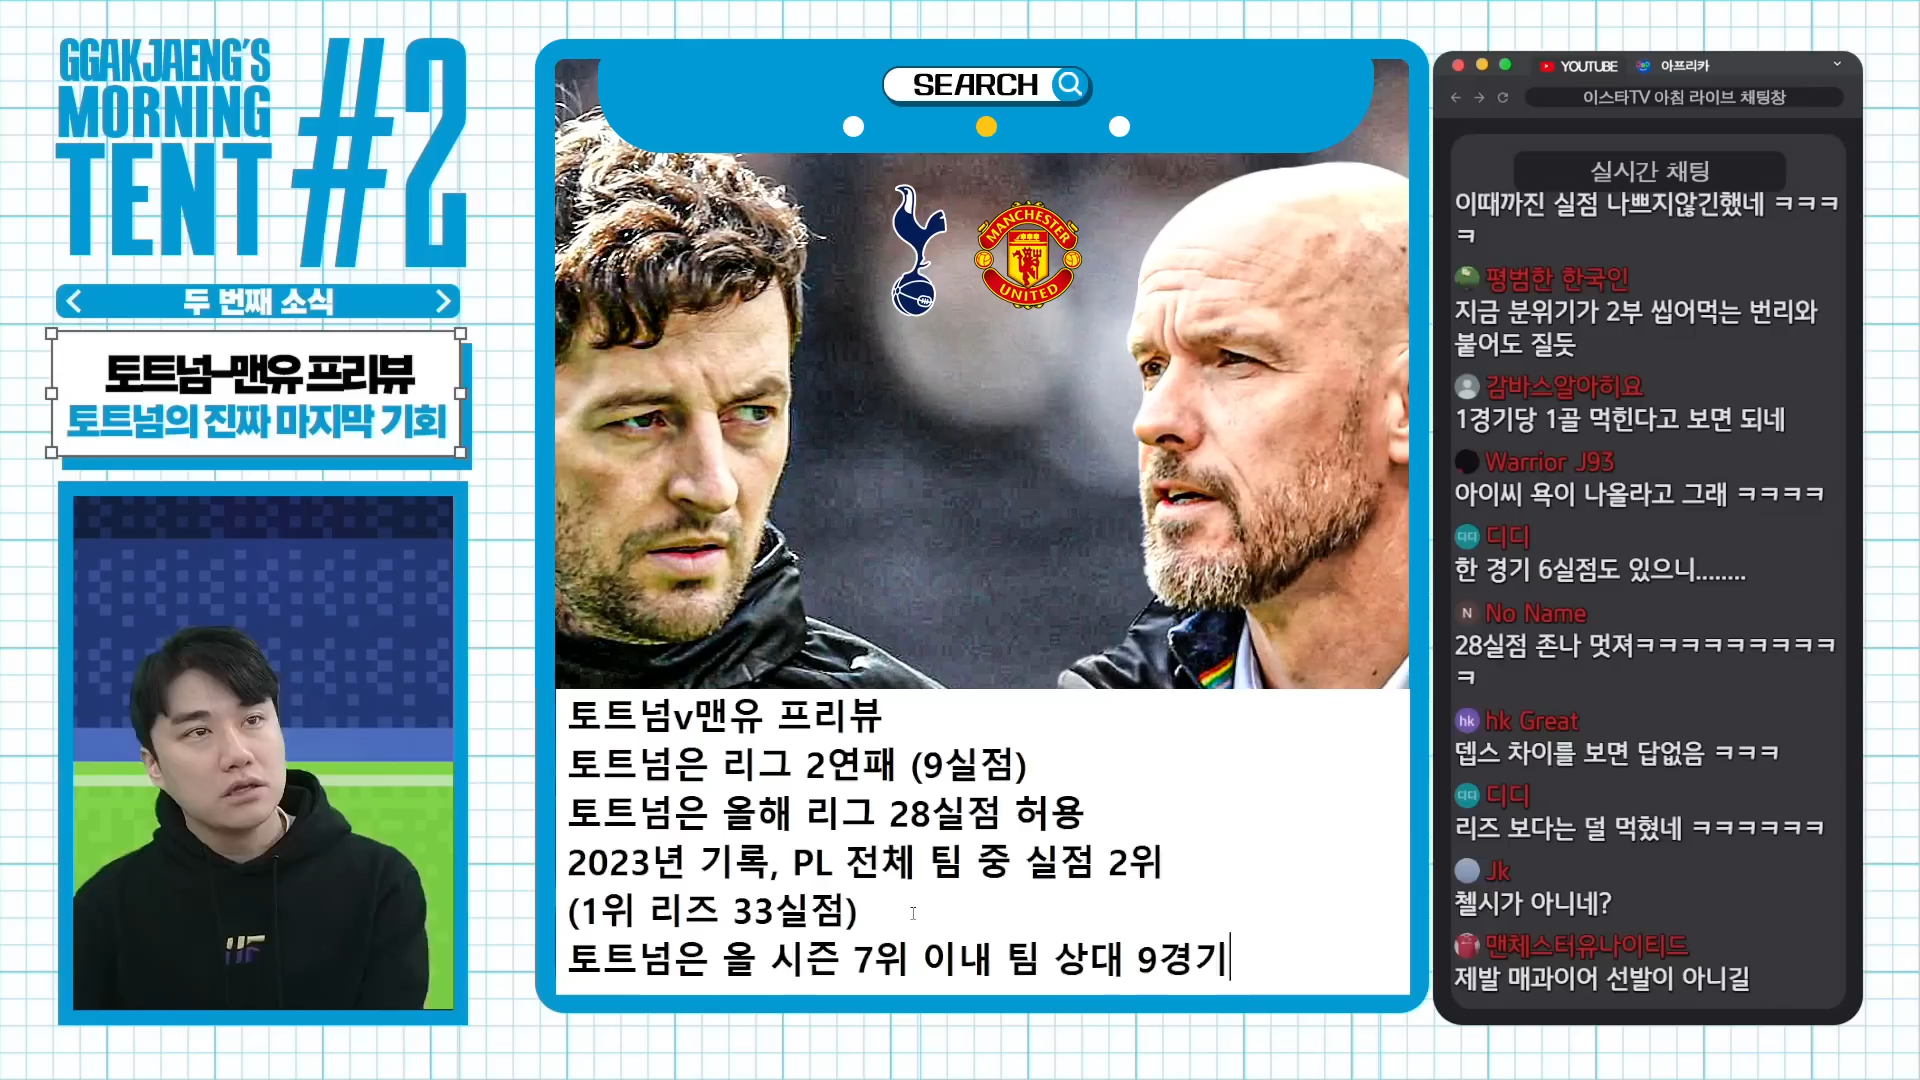 GGAKJAENG'S
MORNING
TENT
#2
두 번째 소식
토트넘-맨유 프리뷰
토트넘의 진짜 마지막 기회
SEARCH
MANCHESTER
UNITED
토트넘v맨유 프리뷰
토트넘은 리그 2연패 (9실점)
토트넘은 올해 리그 28실점 허용
2023년 기록, PL 전체 팀 중 실점 2위
(1위 리즈 33실점)
토트넘은 올 시즌 7위 이내 팀 상대 9경기
YOUTUBE
아프리카
이스타TV 아침 라이브 채팅창
실시간 채팅
이때까진 실점 나쁘지않긴했네 ㅋㅋㅋ
ㅋ
평범한 한국인
지금 분위기가 2부 씹어먹는 번리와
붙어도 질듯
감바스알아히요
1경기당 1골 먹힌다고 보면 되네
Warrior J93
아이씨 욕이 나올라고 그래 ㅋㅋㅋㅋ
디디 디디
한 경기 6실점도 있으니........
N No Name
28실점 존나 멋져ㅋㅋㅋㅋㅋㅋㅋㅋㅋ
ㅋ
hk hk Great
뎁스 차이를 보면 답없음 ㅋㅋㅋ
디디 디디
리즈 보다는 덜 먹혔네 ㅋㅋㅋㅋㅋㅋ
Jk
첼시가 아니네?
맨체스터유나이티드
제발 매과이어 선발이 아니길